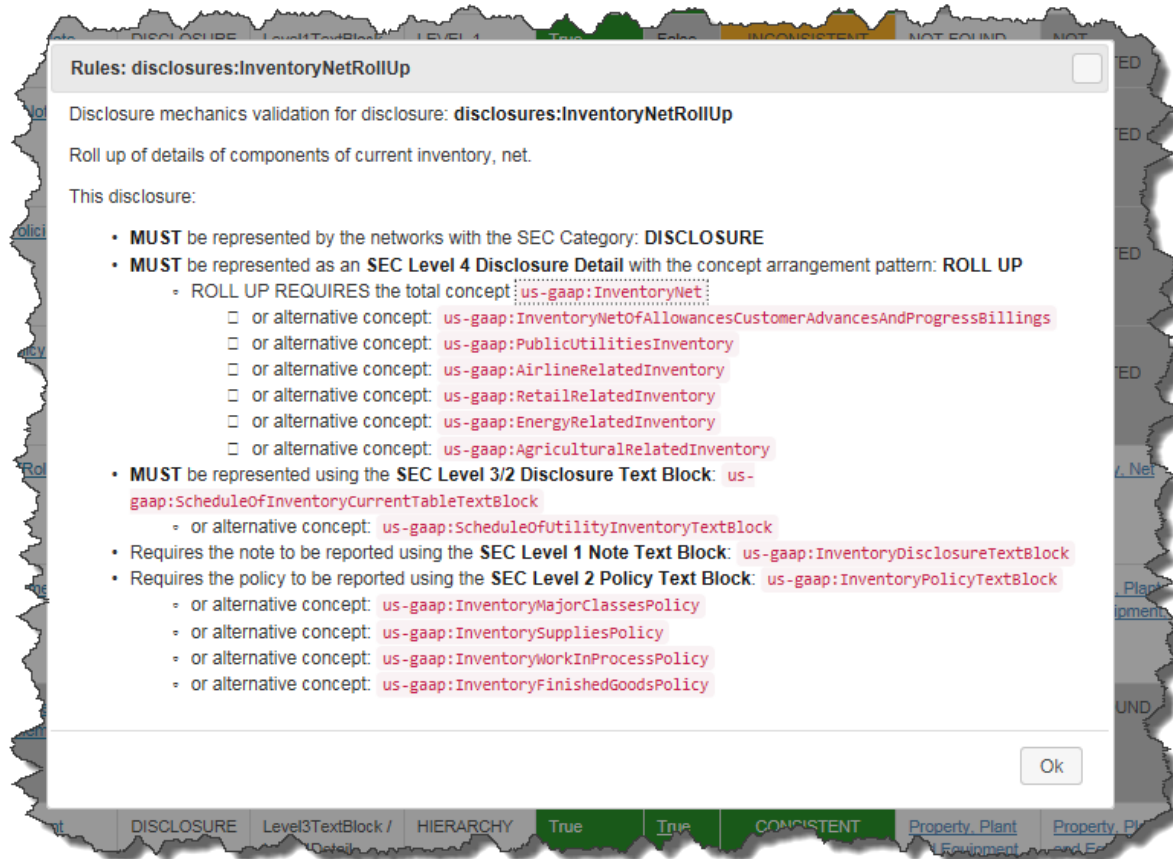 DISCLOSURE Level1TextBlock LEVEL 1 True False INCONSISTENT NOT FOUND NOT
Rules: disclosures:InventoryNetRollUp
Disclosure mechanics validation for disclosure: disclosures:InventoryNetRollUp
Roll up of details of components of current inventory, net.
This disclosure:
• MUST be represented by the networks with the SEC Category: DISCLOSURE
• MUST be represented as an SEC Level 4 Disclosure Detail with the concept arrangement pattern: ROLL UP
◦ ROLL UP REQUIRES the total concept us-gaap:InventoryNet
□ or alternative concept: us-gaap:InventoryNetOfAllowancesCustomerAdvancesAndProgressBillings
□ or alternative concept: us-gaap:PublicUtilitiesInventory
□ or alternative concept: us-gaap:AirlineRelatedInventory
□ or alternative concept: us-gaap:RetailRelatedInventory
□ or alternative concept: us-gaap:EnergyRelatedInventory
□ or alternative concept: us-gaap:AgriculturalRelatedInventory
• MUST be represented using the SEC Level 3/2 Disclosure Text Block: us-
gaap:ScheduleOfInventoryCurrentTableTextBlock
◦ or alternative concept: us-gaap:ScheduleOfUtilityInventoryTextBlock
• Requires the note to be reported using the SEC Level 1 Note Text Block: us-gaap:InventoryDisclosureTextBlock
• Requires the policy to be reported using the SEC Level 2 Policy Text Block: us-gaap:InventoryPolicyTextBlock
◦ or alternative concept: us-gaap:InventoryMajorClassesPolicy
◦ or alternative concept: us-gaap:InventorySuppliesPolicy
◦ or alternative concept: us-gaap:InventoryWorkInProcessPolicy
◦ or alternative concept: us-gaap:InventoryFinishedGoodsPolicy
Ok
DISCLOSURE Level3TextBlock / HIERARCHY True True CONSISTENT Property, Plant Property, Pl
Detail and Equipment and Eq